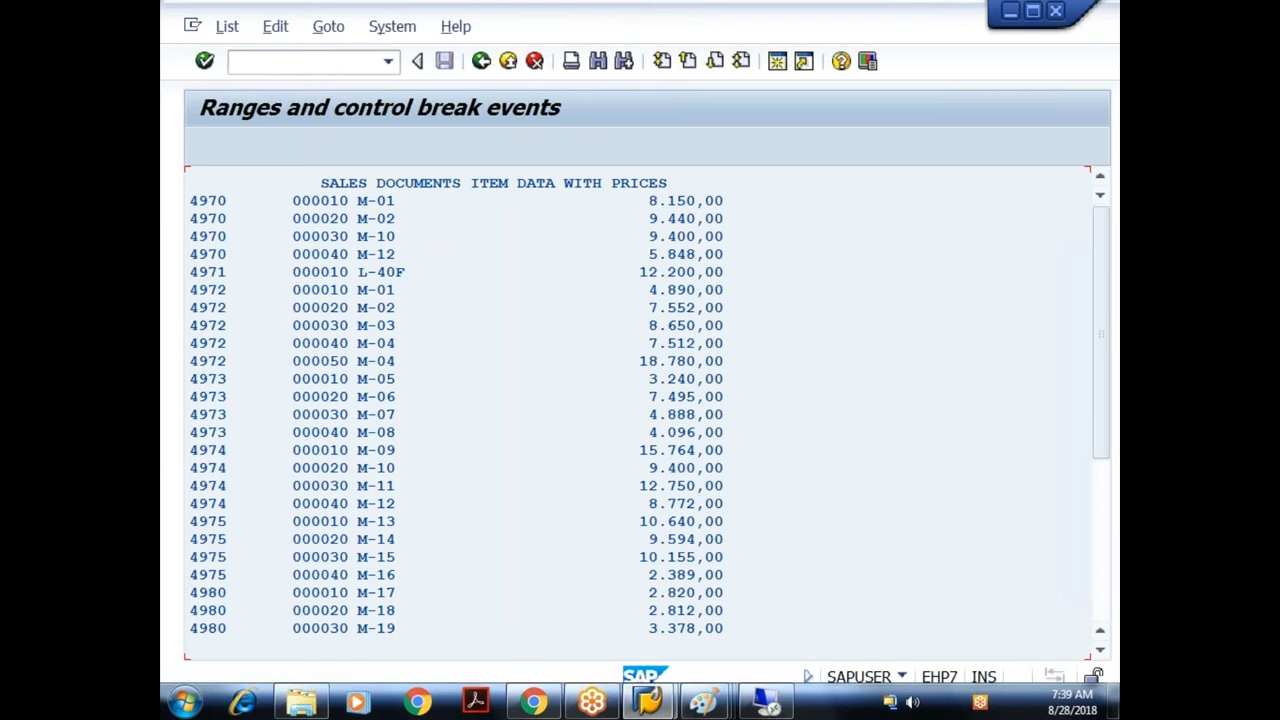 List Edit Goto System Help
Ranges and control break events
SALES DOCUMENTS ITEM DATA WITH PRICES
4970 000010 M-01 8.150,00
4970 000020 M-02 9.440,00
4970 000030 M-10 9.400,00
4970 000040 M-12 5.848,00
4971 000010 L-40F 12.200,00
4972 000010 M-01 4.890,00
4972 000020 M-02 7.552,00
4972 000030 M-03 8.650,00
4972 000040 M-04 7.512,00
4972 000050 M-04 18.780,00
4973 000010 M-05 3.240,00
4973 000020 M-06 7.495,00
4973 000030 M-07 4.888,00
4973 000040 M-08 4.096,00
4974 000010 M-09 15.764,00
4974 000020 M-10 9.400,00
4974 000030 M-11 12.750,00
4974 000040 M-12 8.772,00
4975 000010 M-13 10.640,00
4975 000020 M-14 9.594,00
4975 000030 M-15 10.155,00
4975 000040 M-16 2.389,00
4980 000010 M-17 2.820,00
4980 000020 M-18 2.812,00
4980 000030 M-19 3.378,00
SAP SAPUSER EHP7 INS
7:39 AM
8/28/2018